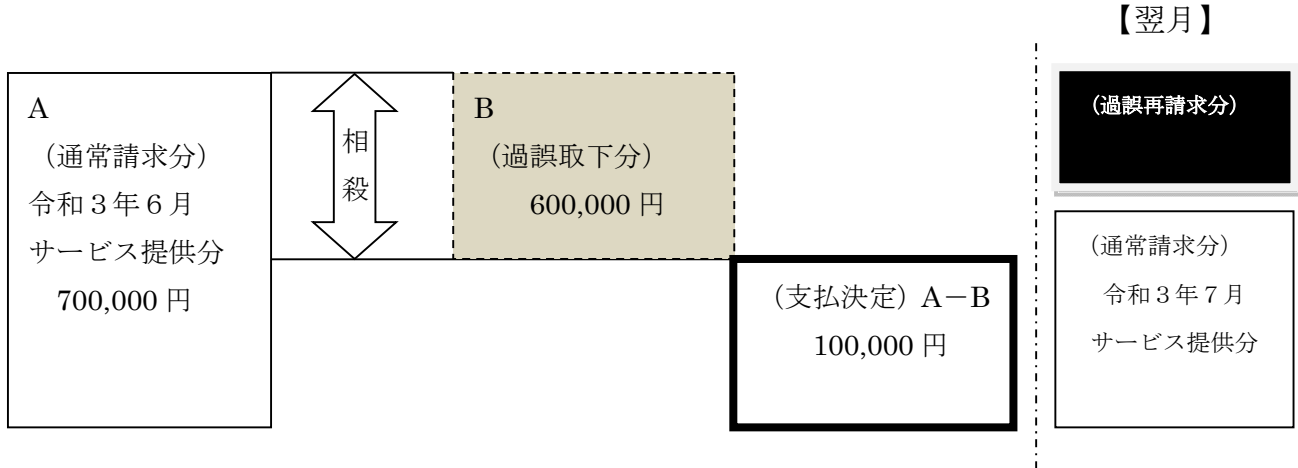 【翌月】
A
（通常請求分）
令和３年６月
サービス提供分
700,000 円
相
殺
B
（過誤取下分）
600,000 円
（支払決定）A－B
100,000 円
（過誤再請求分）
（通常請求分）
令和３年７月
サービス提供分